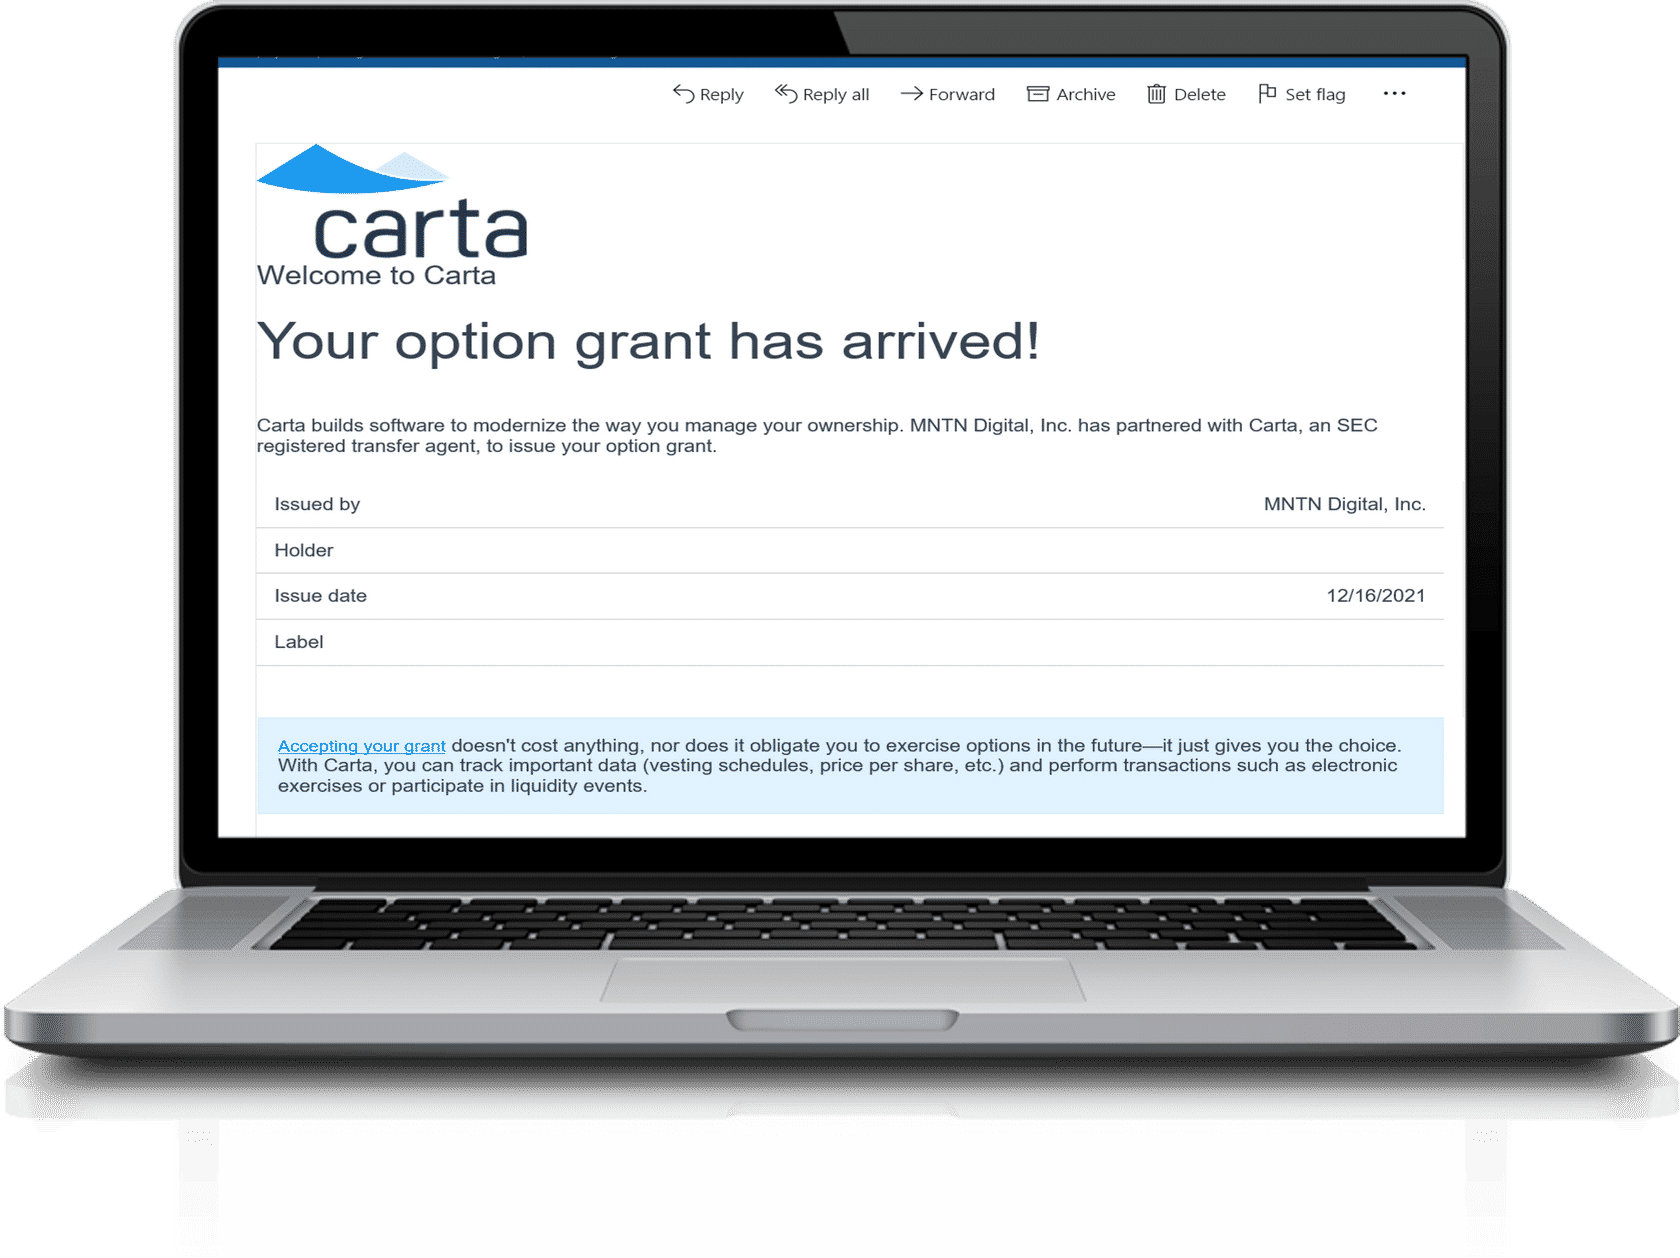 Reply Reply all Forward Archive Delete Set flag
carta
Welcome to Carta
Your option grant has arrived!
Carta builds software to modernize the way you manage your ownership. MNTN Digital, Inc. has partnered with Carta, an SEC
registered transfer agent, to issue your option grant.
Issued by MNTN Digital, Inc.
Holder
Issue date 12/16/2021
Label
Accepting your grant doesn't cost anything, nor does it obligate you to exercise options in the future—it just gives you the choice.
With Carta, you can track important data (vesting schedules, price per share, etc.) and perform transactions such as electronic
exercises or participate in liquidity events.